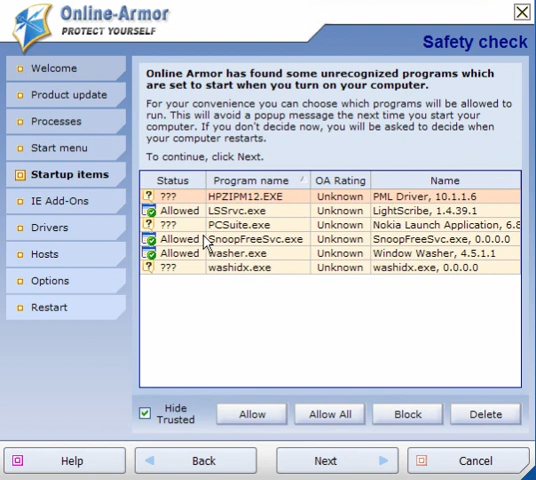 Online-Armor
PROTECT YOURSELF
Safety check
Welcome
Product update
Processes
Start menu
Startup items
IE Add-Ons
Drivers
Hosts
Options
Restart
Online Armor has found some unrecognized programs which
are set to start when you turn on your computer.
For your convenience you can choose which programs will be allowed to
run. This will avoid a popup message the next time you start your
computer. If you don't decide now, you will be asked to decide when
your computer restarts.
To continue, click Next.
Status Program name OA Rating Name
??? HPZIPM12.EXE Unknown PML Driver, 10.1.1.6
Allowed LSSrvc.exe Unknown LightScribe, 1.4.39.1
??? PCSuite.exe Unknown Nokia Launch Application, 6.8
Allowed SnoopFreeSvc.exe Unknown SnoopFreeSvc.exe, 0.0.0.0
Allowed washer.exe Unknown Window Washer, 4.5.1.1
??? washidx.exe Unknown washidx.exe, 0.0.0.0
Hide
Trusted
Allow Allow All Block Delete
Help Back Next Cancel